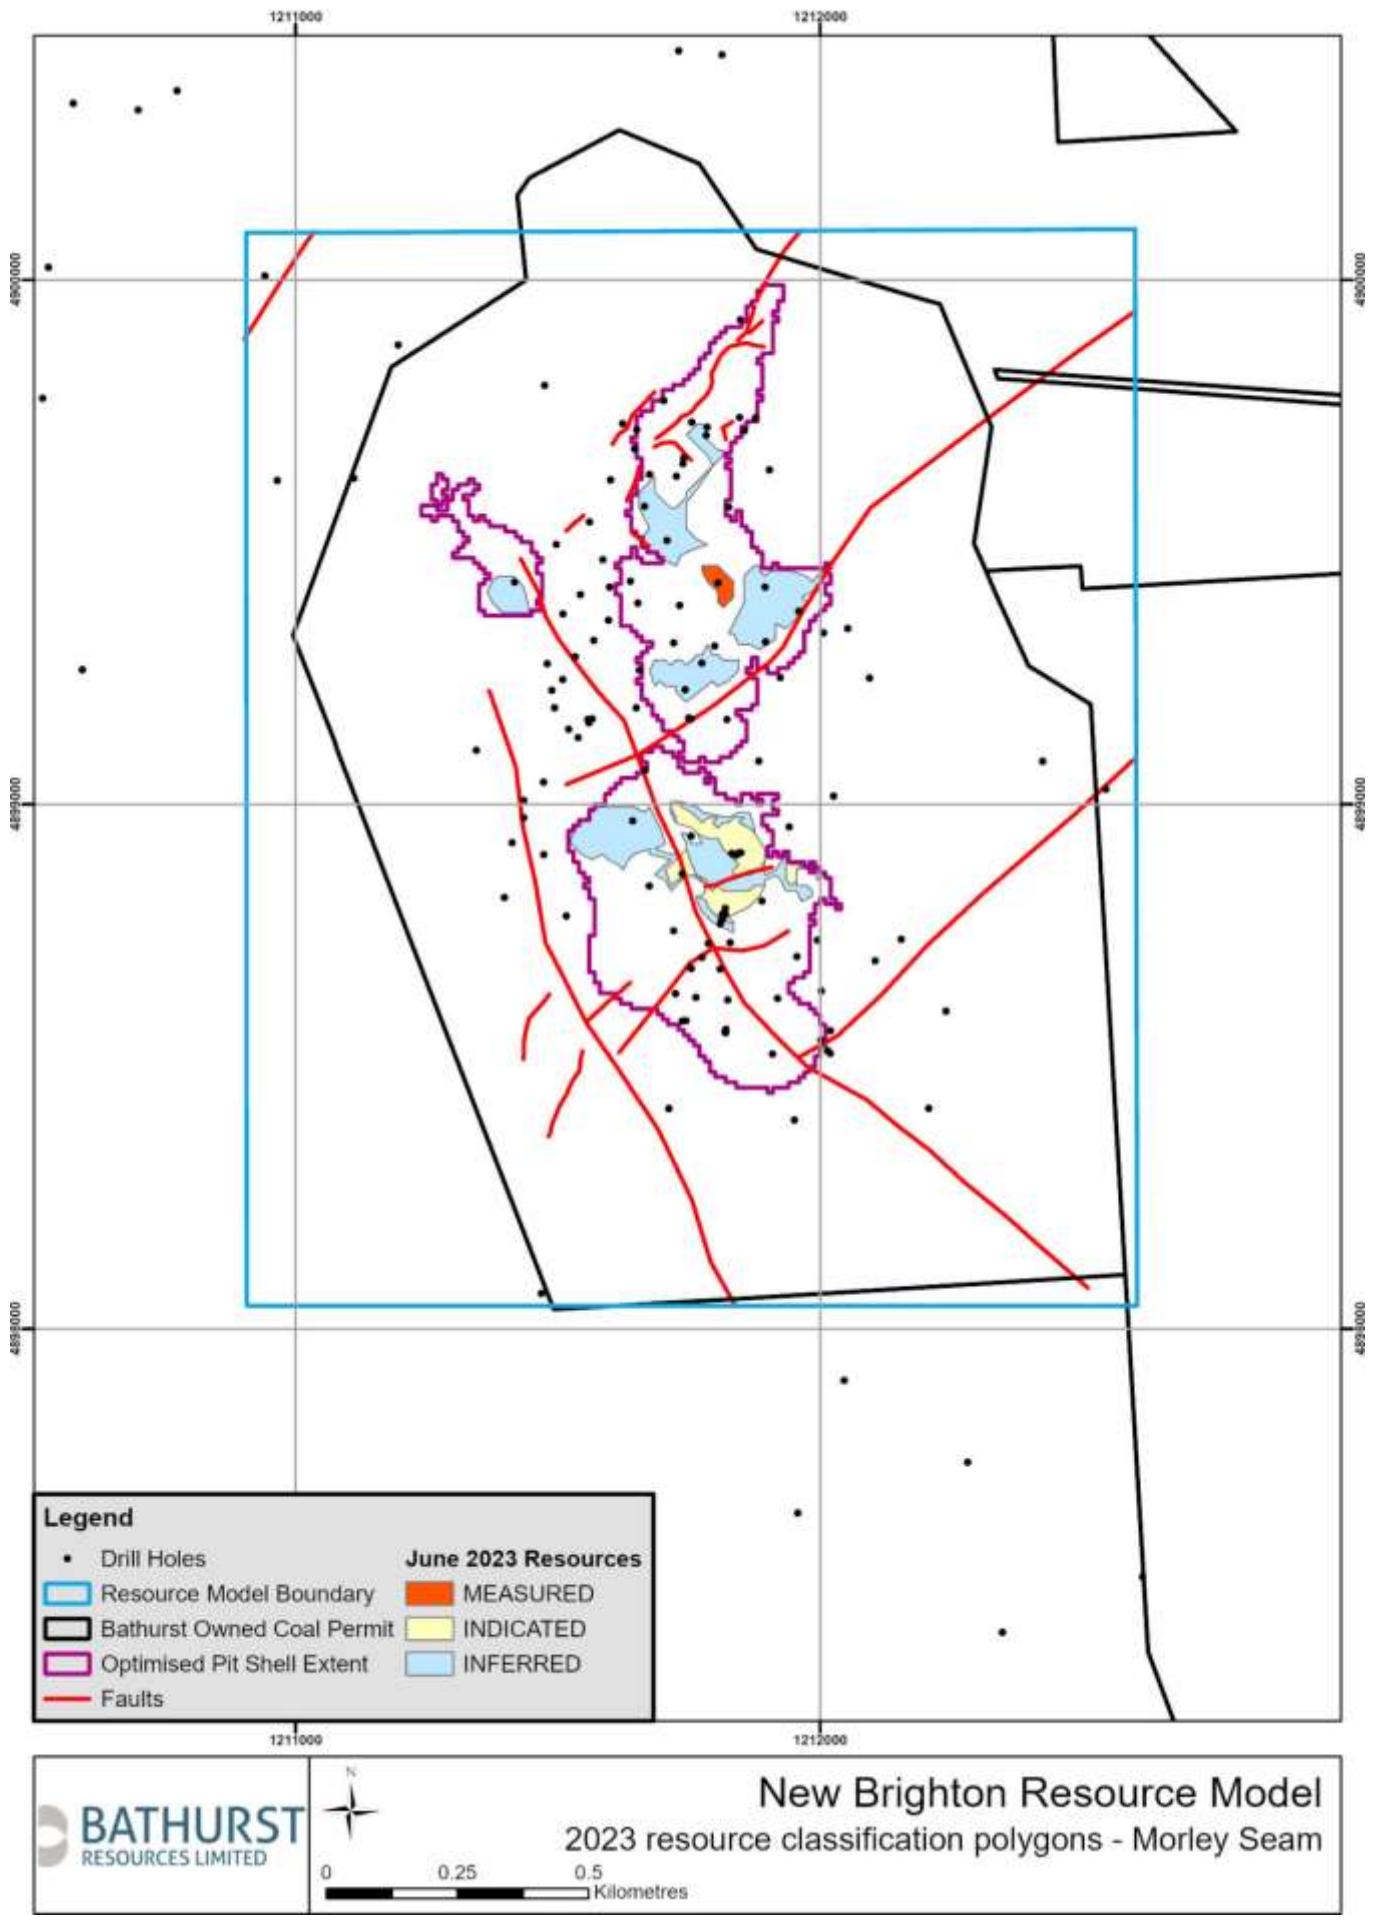 1211000 1212000
4900000 4900000
4899000 4899000
4898000 4898000
Legend
Drill Holes
Resource Model Boundary
Bathurst Owned Coal Permit
Optimised Pit Shell Extent
Faults
June 2023 Resources
MEASURED
INDICATED
INFERRED
1211000 1212000
BATHURST
RESOURCES LIMITED
N
0 0.25 0.5
Kilometres
New Brighton Resource Model
2023 resource classification polygons - Morley Seam